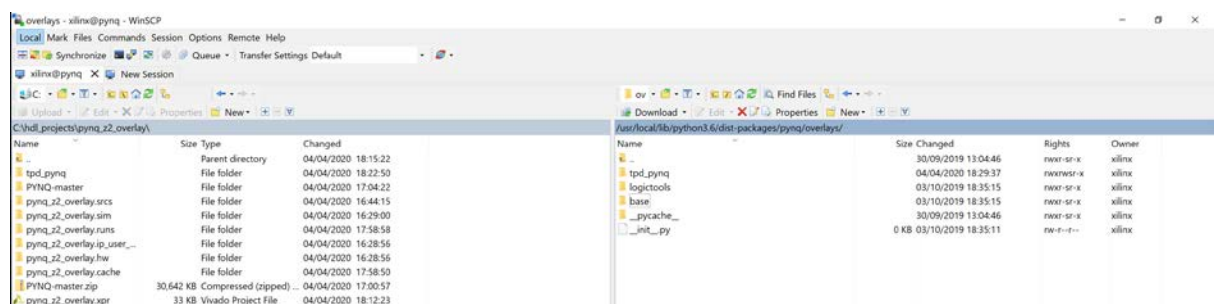 overlays - xilinx@pynq - WinSCP
Local Mark Files Commands Session Options Remote Help
Synchronize Queue Transfer Settings Default
xilinx@pynq X New Session
C:
ov Find Files
Upload Edit Properties New
Download Edit Properties New
C:\hdl_projects\pynq_z2_overlay\
/usr/local/lib/python3.6/dist-packages/pynq/overlays/
Name Size Type Changed
.. Parent directory 04/04/2020 18:15:22
tpd_pynq File folder 04/04/2020 18:22:50
PYNQ-master File folder 04/04/2020 17:04:22
pynq_z2_overlay.srcs File folder 04/04/2020 16:44:15
pynq_z2_overlay.sim File folder 04/04/2020 16:29:00
pynq_z2_overlay.runs File folder 04/04/2020 17:58:58
pynq_z2_overlay.ip_user_... File folder 04/04/2020 16:28:56
pynq_z2_overlay.hw File folder 04/04/2020 16:28:56
pynq_z2_overlay.cache File folder 04/04/2020 17:58:50
PYNQ-master.zip 30,642 KB Compressed (zipped) ... 04/04/2020 17:00:57
pynq_z2_overlay.xpr 33 KB Vivado Project File 04/04/2020 18:12:23
Name Size Changed Rights Owner
.. 30/09/2019 13:04:46 rwxr-sr-x xilinx
tpd_pynq 04/04/2020 18:29:37 rwxrwsr-x xilinx
logictools 03/10/2019 18:35:15 rwxr-sr-x xilinx
base 03/10/2019 18:35:15 rwxr-sr-x xilinx
__pycache__ 30/09/2019 13:04:46 rwxr-sr-x xilinx
__init__.py 0 KB 03/10/2019 18:35:11 rw-r--r-- xilinx